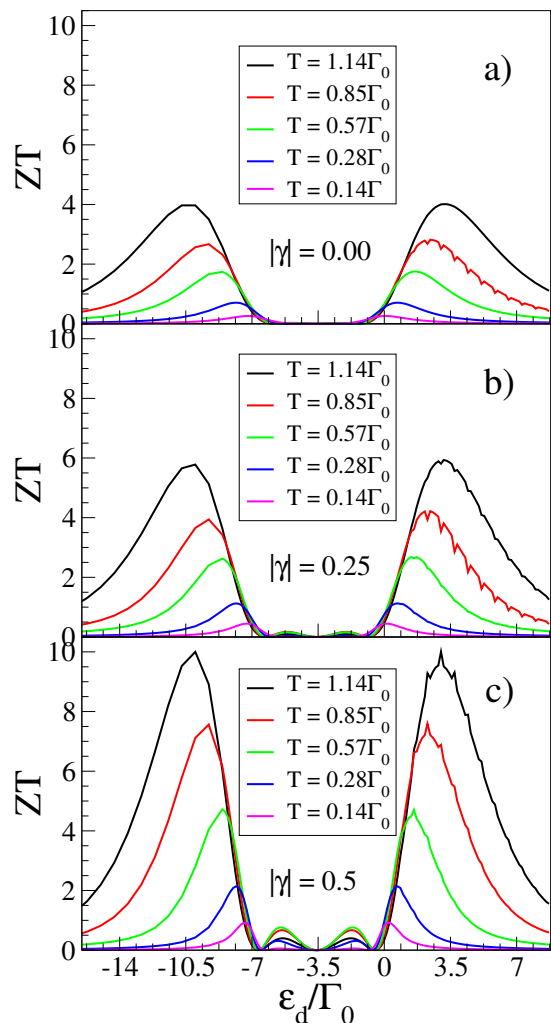 10
8
6
4
2
0
ZT
a)
T = 1.14Γ₀
T = 0.85Γ₀
T = 0.57Γ₀
T = 0.28Γ₀
T = 0.14Γ
|γ| = 0.00
10
8
6
4
2
0
ZT
b)
T = 1.14Γ₀
T = 0.85Γ₀
T = 0.57Γ₀
T = 0.28Γ₀
T = 0.14Γ₀
|γ| = 0.25
10
8
6
4
2
0
ZT
c)
T = 1.14Γ₀
T = 0.85Γ₀
T = 0.57Γ₀
T = 0.28Γ₀
T = 0.14Γ₀
|γ| = 0.5
-14 -10.5 -7 -3.5 0 3.5 7
ε_d/Γ₀